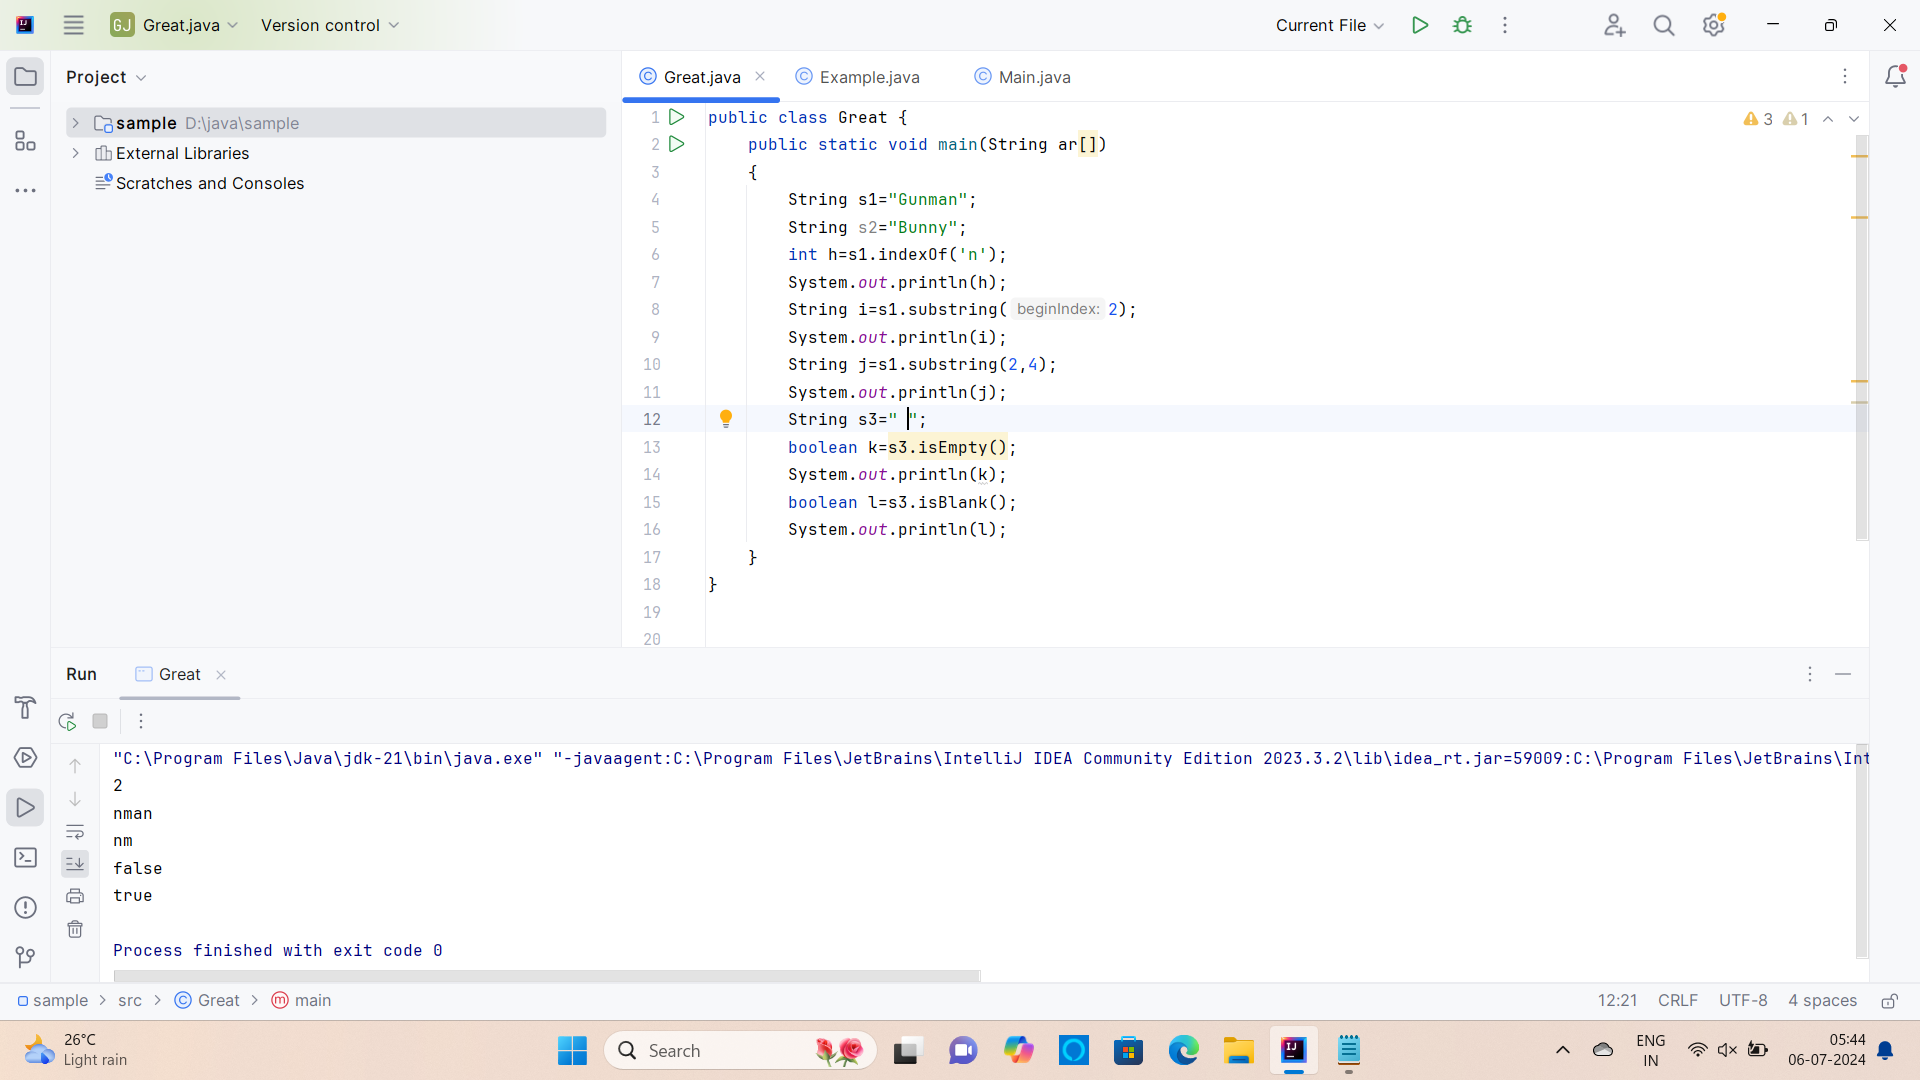 GJ Great.java Version control Current File
Project
Great.java Example.java Main.java
sample D:\java\sample
External Libraries
Scratches and Consoles
3 1
1 public class Great {
2 public static void main(String ar[])
3 {
4 String s1="Gunman";
5 String s2="Bunny";
6 int h=s1.indexOf('n');
7 System.out.println(h);
8 String i=s1.substring( beginIndex: 2);
9 System.out.println(i);
10 String j=s1.substring(2,4);
11 System.out.println(j);
12 String s3=" ";
13 boolean k=s3.isEmpty();
14 System.out.println(k);
15 boolean l=s3.isBlank();
16 System.out.println(l);
17 }
18 }
19
20
Run Great
"C:\Program Files\Java\jdk-21\bin\java.exe" "-javaagent:C:\Program Files\JetBrains\IntelliJ IDEA Community Edition 2023.3.2\lib\idea_rt.jar=59009:C:\Program Files\JetBrains\Int
2
nman
nm
false
true
Process finished with exit code 0
sample src Great main 12:21 CRLF UTF-8 4 spaces
26°C
Light rain
Search
ENG
IN
05:44
06-07-2024